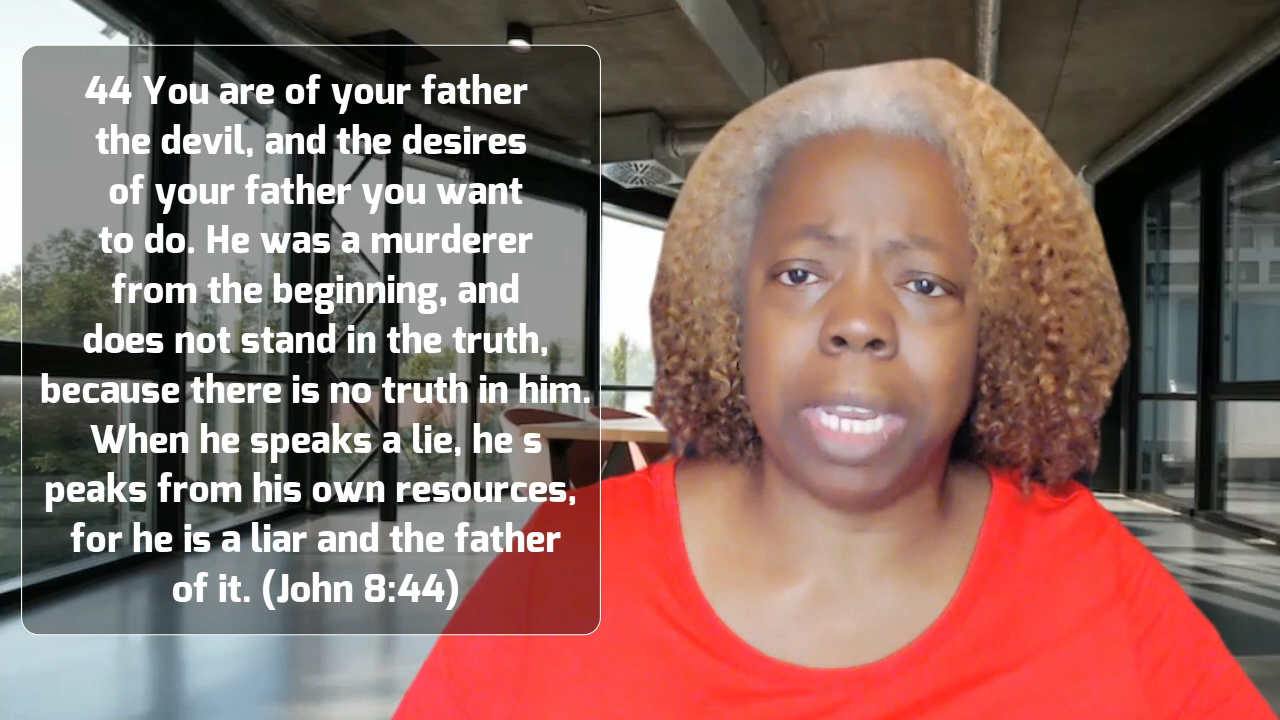 44 You are of your father
the devil, and the desires
of your father you want
to do. He was a murderer
from the beginning, and
does not stand in the truth,
because there is no truth in him.
When he speaks a lie, he s
peaks from his own resources,
for he is a liar and the father
of it. (John 8:44)